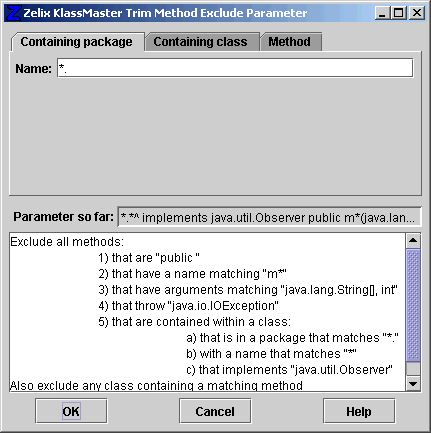 Zelix KlassMaster Trim Method Exclude Parameter
Containing package Containing class Method
Name: *.
Parameter so far: *.*^ implements java.util.Observer public m*(java.lan...
Exclude all methods:
1) that are "public "
2) that have a name matching "m*"
3) that have arguments matching "java.lang.String[], int"
4) that throw "java.io.IOException"
5) that are contained within a class:
a) that is in a package that matches "*."
b) with a name that matches "*"
c) that implements "java.util.Observer"
Also exclude any class containing a matching method
OK Cancel Help